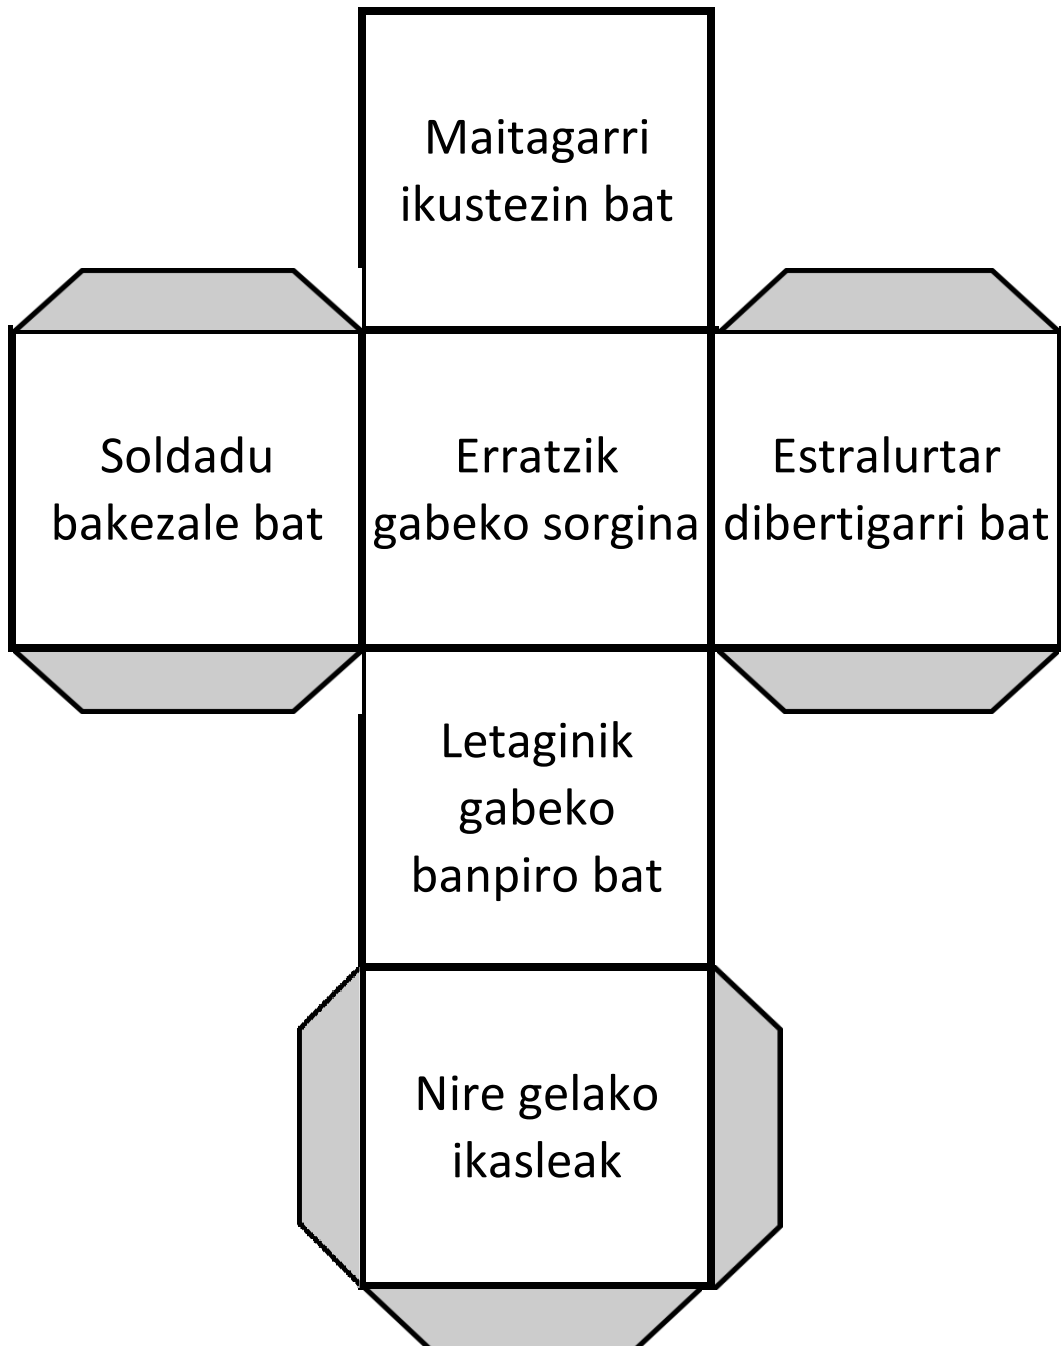 Maitagarri
ikustezin bat
Soldadu
bakezale bat
Erratzik
gabeko sorgina
Estralurtar
dibertigarri bat
Letaginik
gabeko
banpiro bat
Nire gelako
ikasleak